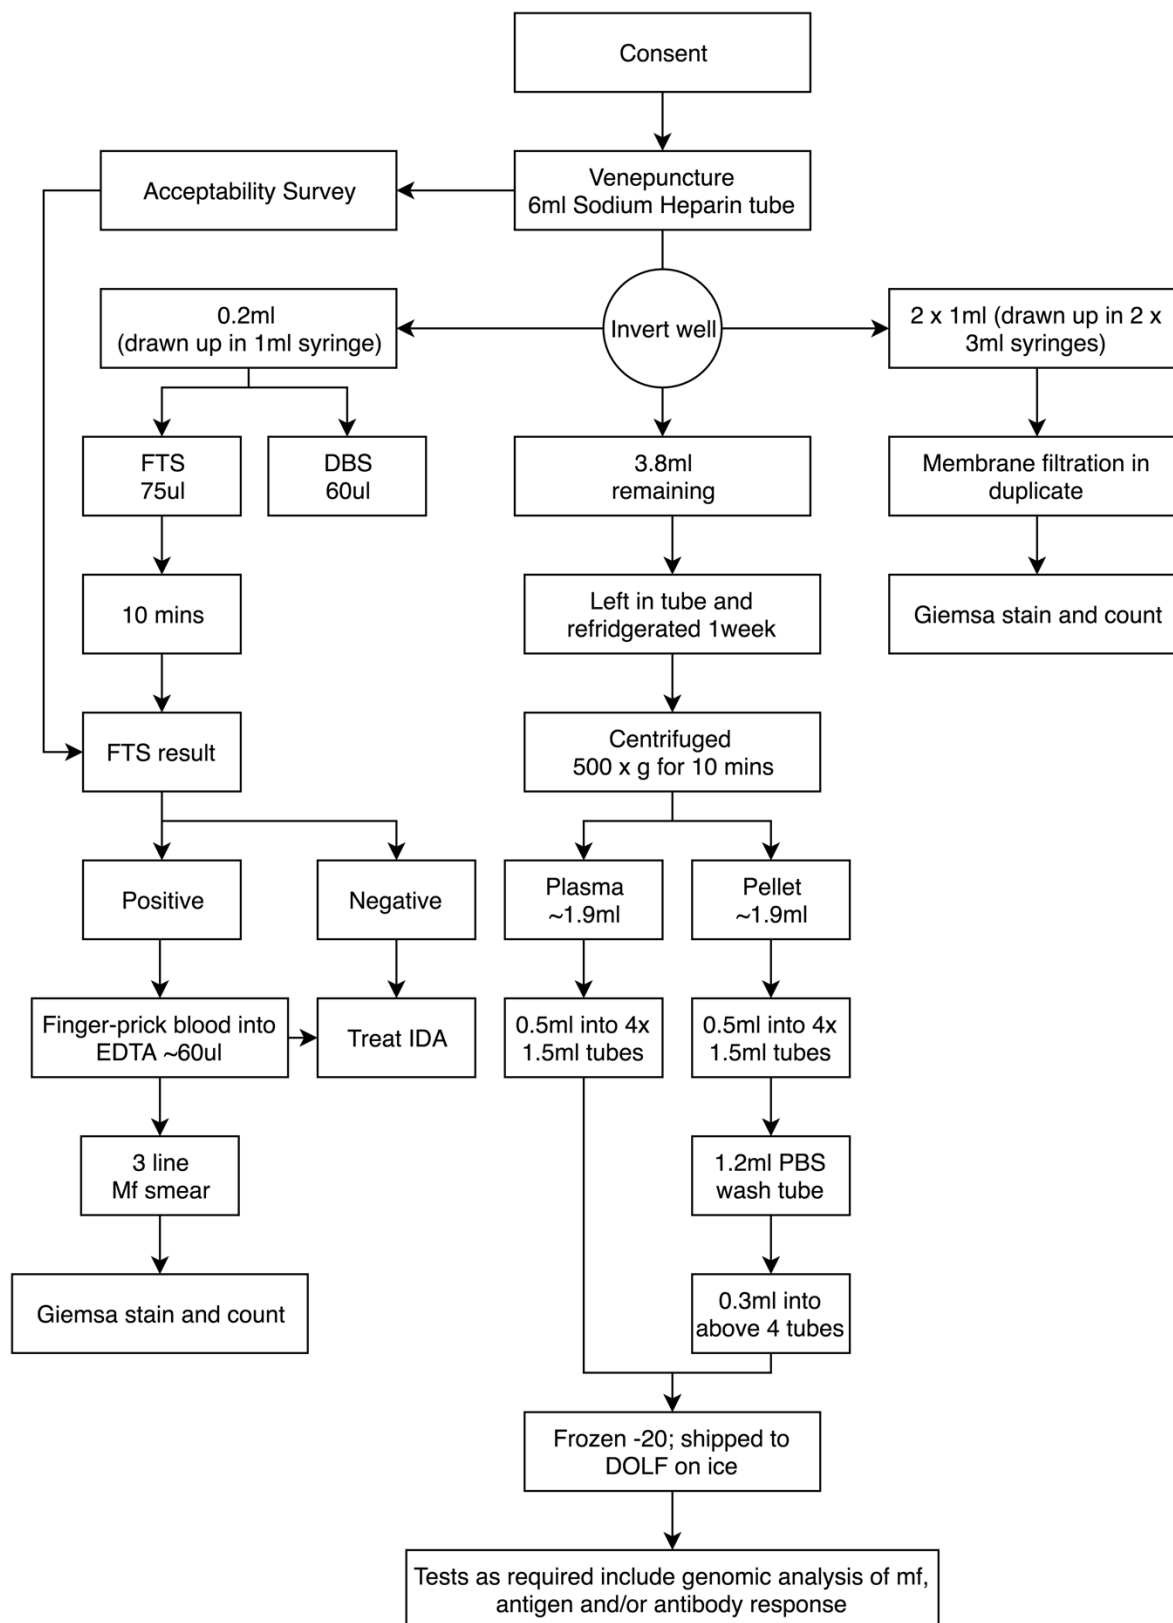 Consent
Acceptability Survey
Venepuncture
6ml Sodium Heparin tube
0.2ml
(drawn up in 1ml syringe)
Invert well
2 x 1ml (drawn up in 2 x
3ml syringes)
FTS
75ul
DBS
60ul
3.8ml
remaining
Membrane filtration in
duplicate
10 mins
Left in tube and
refridgerated 1week
Giemsa stain and count
FTS result
Centrifuged
500 x g for 10 mins
Positive
Negative
Plasma
~1.9ml
Pellet
~1.9ml
Finger-prick blood into
EDTA ~60ul
Treat IDA
0.5ml into 4x
1.5ml tubes
0.5ml into 4x
1.5ml tubes
3 line
Mf smear
1.2ml PBS
wash tube
Giemsa stain and count
0.3ml into
above 4 tubes
Frozen -20; shipped to
DOLF on ice
Tests as required include genomic analysis of mf,
antigen and/or antibody response